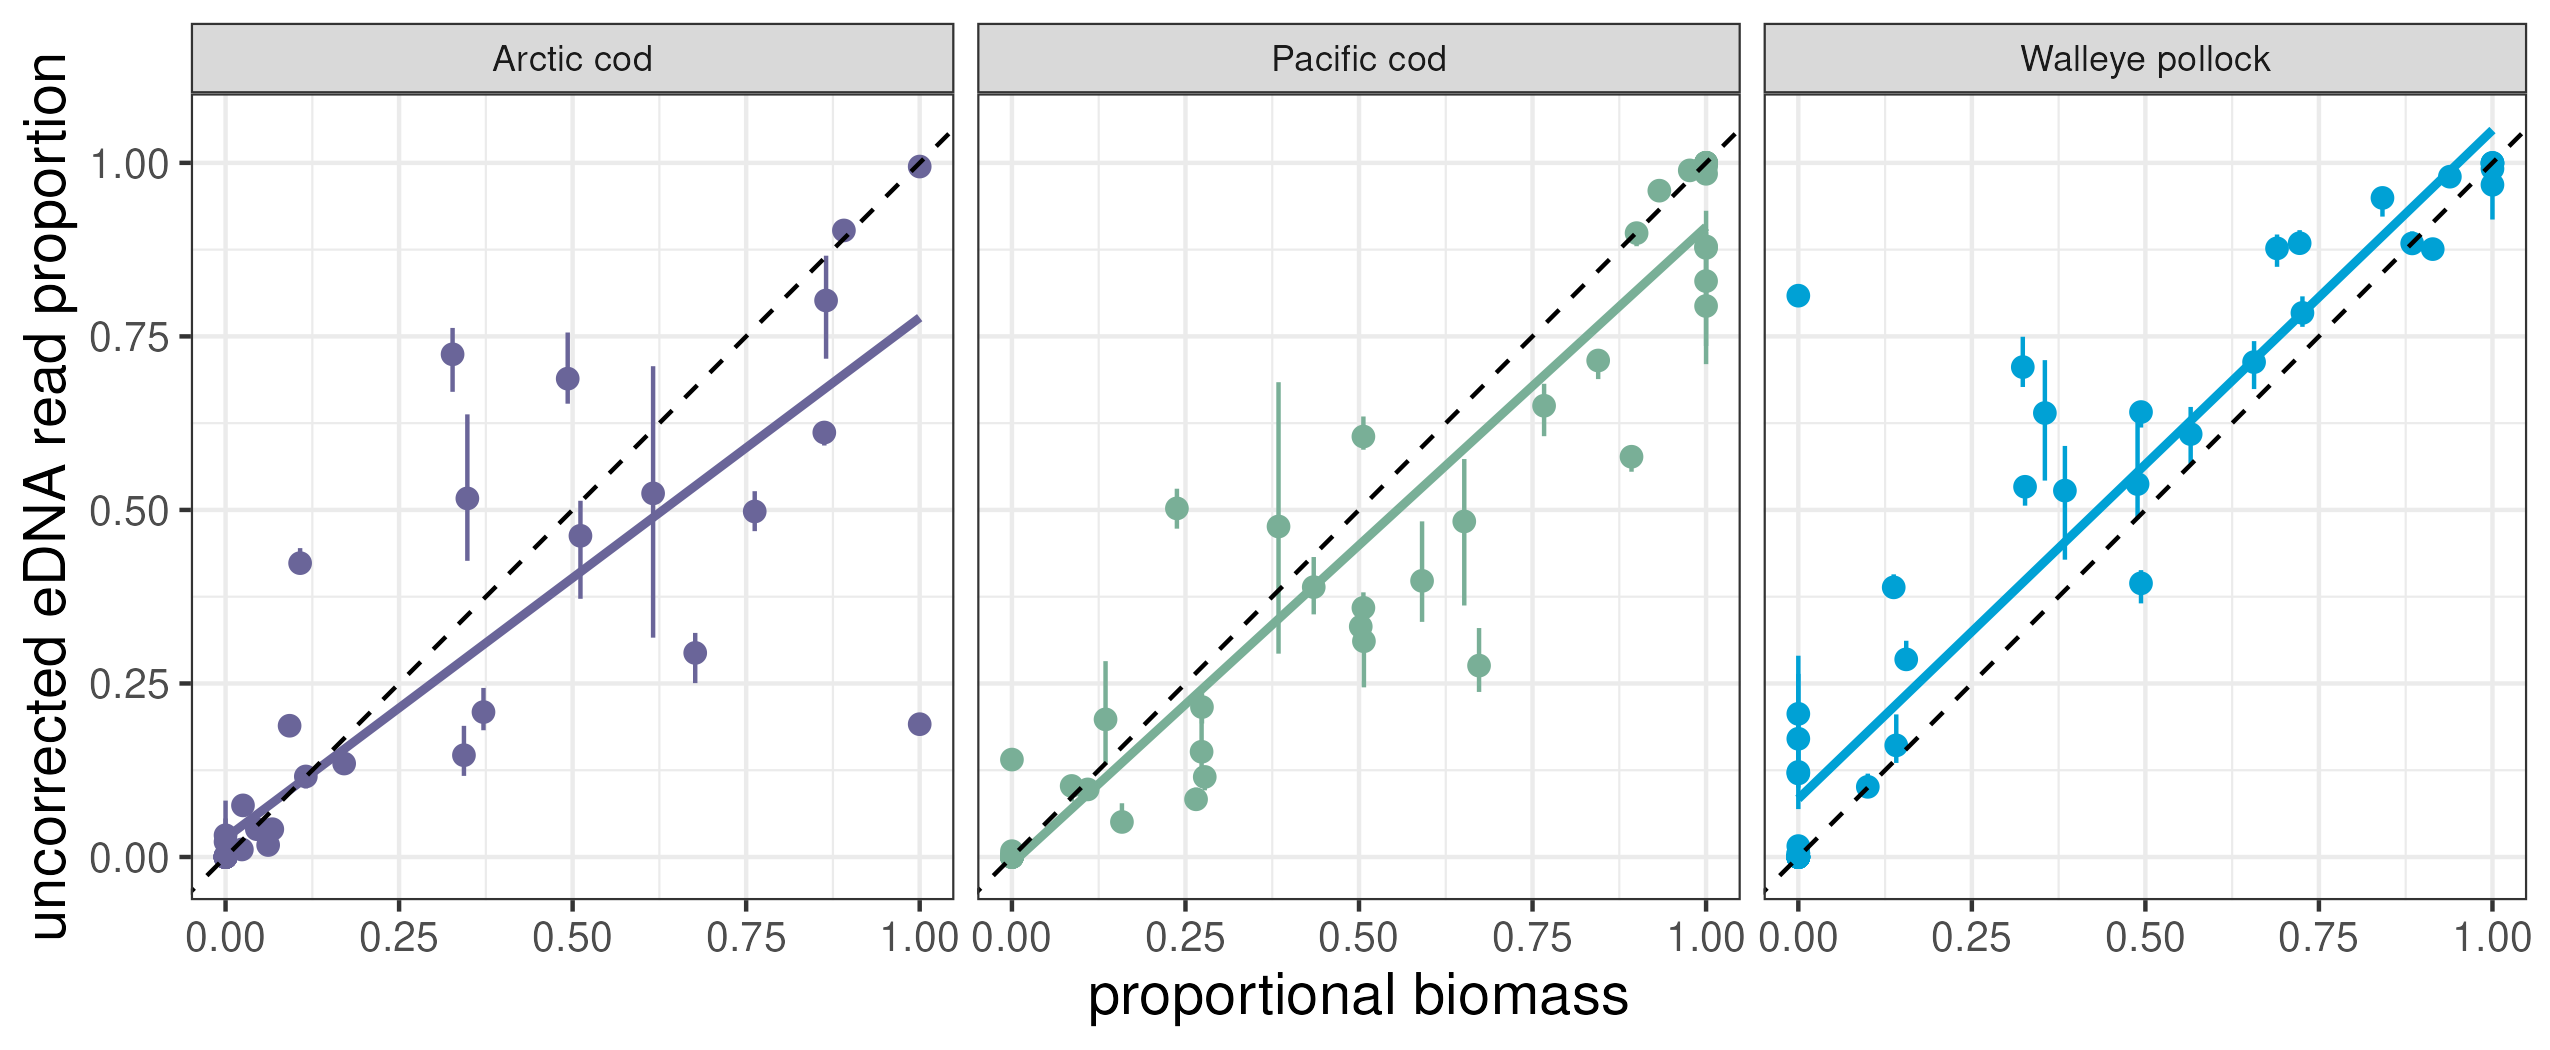 Arctic cod
Pacific cod
Walleye pollock
uncorrected eDNA read proportion
1.00
0.75
0.50
0.25
0.00
0.00 0.25 0.50 0.75 1.00
0.00 0.25 0.50 0.75 1.00
0.00 0.25 0.50 0.75 1.00
proportional biomass